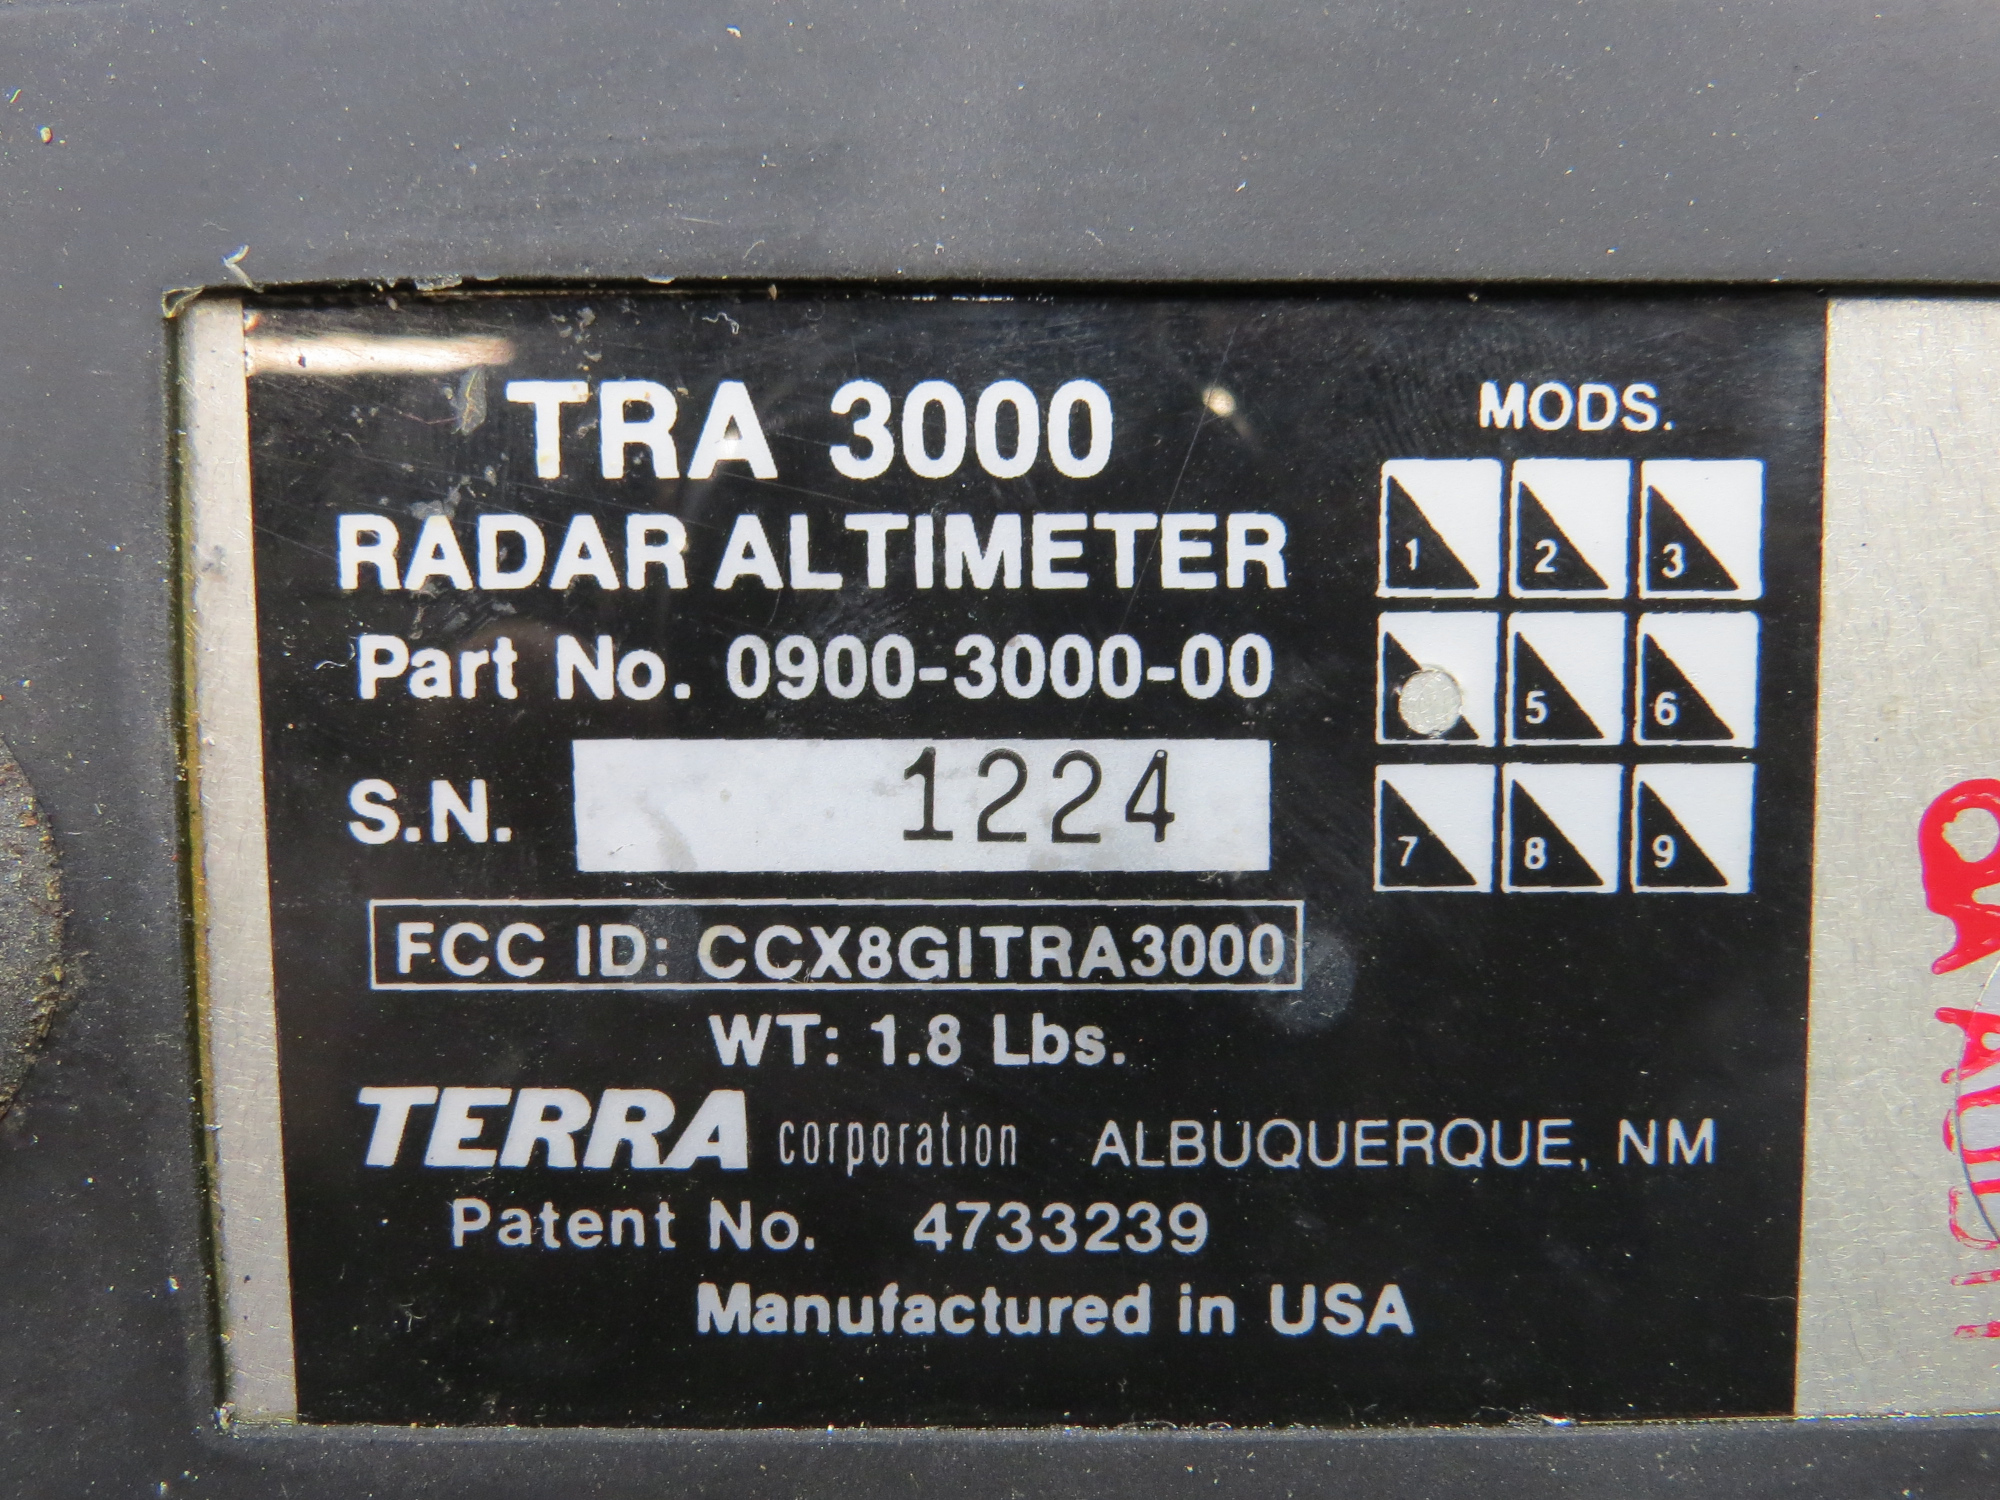 TRA 3000
RADAR ALTIMETER
Part No. 0900-3000-00
S.N. 1224
FCC ID: CCX8GITRA3000
WT: 1.8 Lbs.
TERRA corporation ALBUQUERQUE, NM
Patent No. 4733239
Manufactured in USA
MODS.
1 2 3
5 6
7 8 9